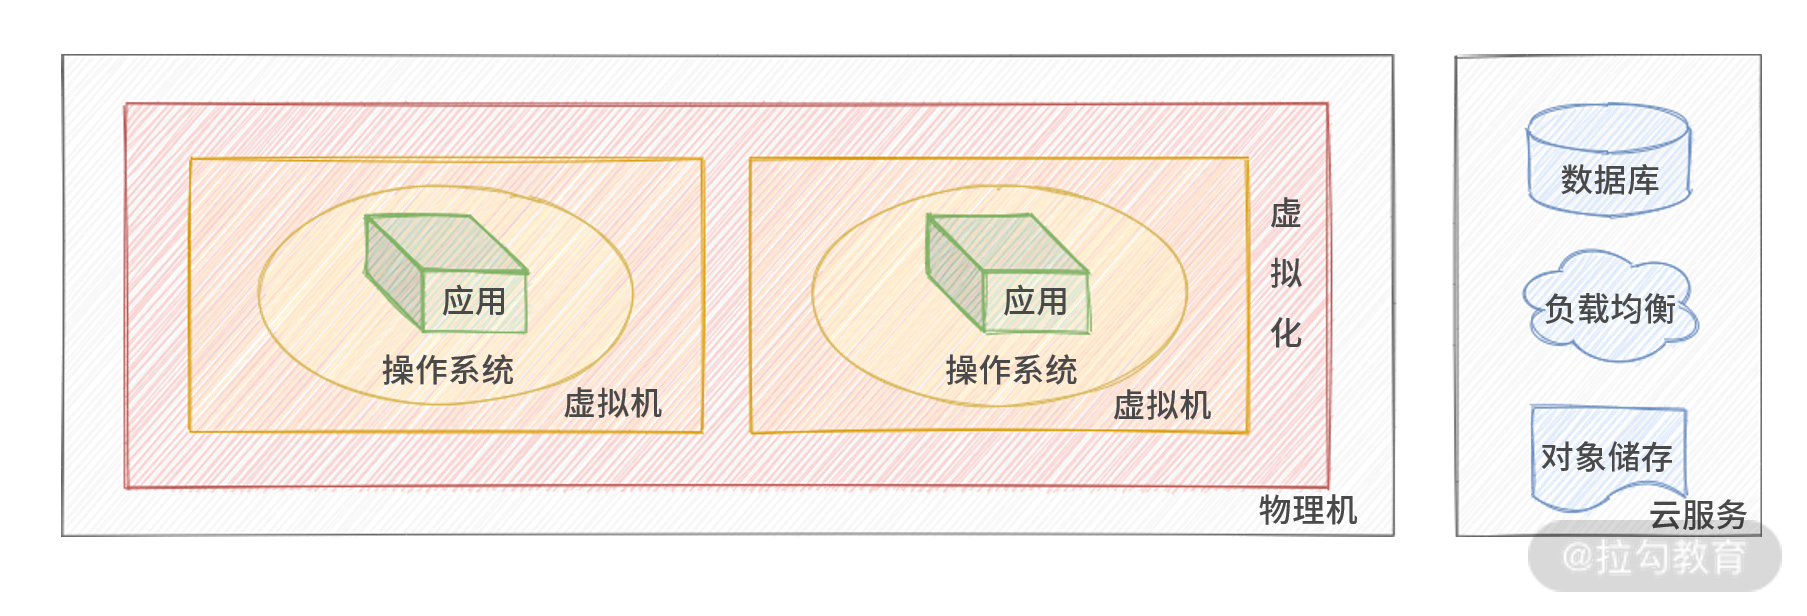 应用
操作系统
虚拟机
应用
操作系统
虚拟机
虚拟化
物理机
数据库
负载均衡
对象储存
云服务
@拉勾教育